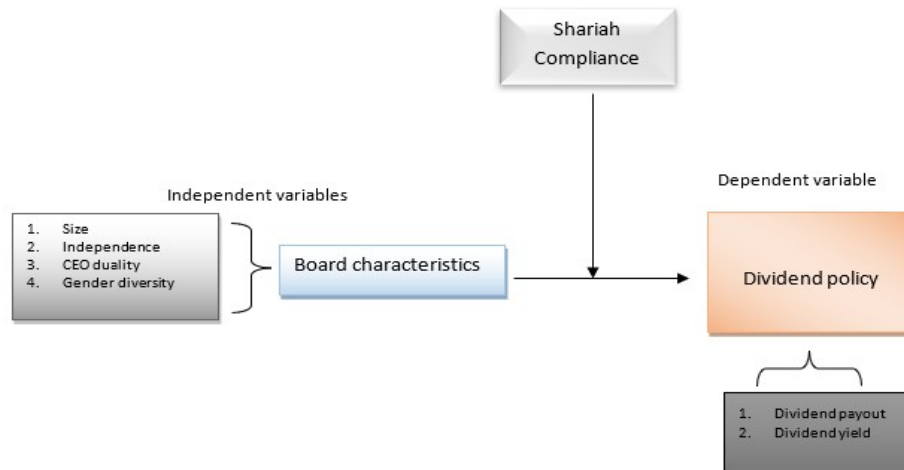 Shariah
Compliance
Dependent variable
Independent variables
1. Size
2. Independence
3. CEO duality
4. Gender diversity
Board characteristics
Dividend policy
1. Dividend payout
2. Dividend yield